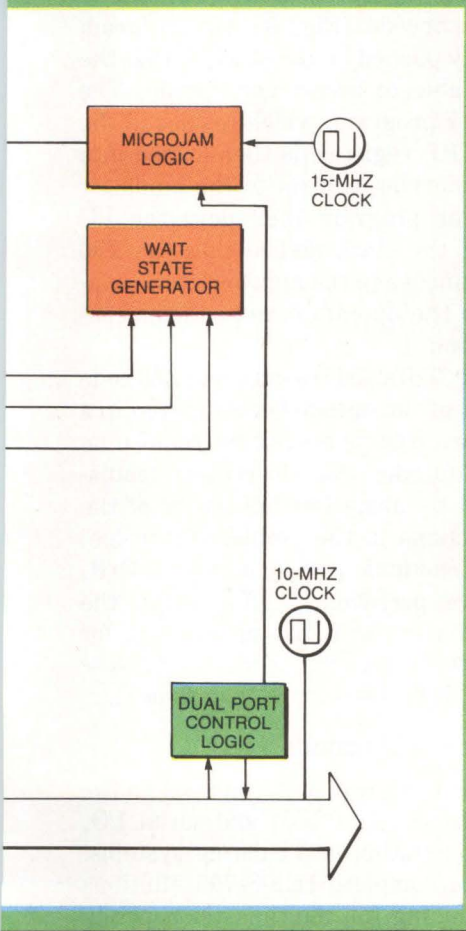 MICROJAM
LOGIC
15-MHZ
CLOCK
WAIT
STATE
GENERATOR
10-MHZ
CLOCK
DUAL PORT
CONTROL
LOGIC